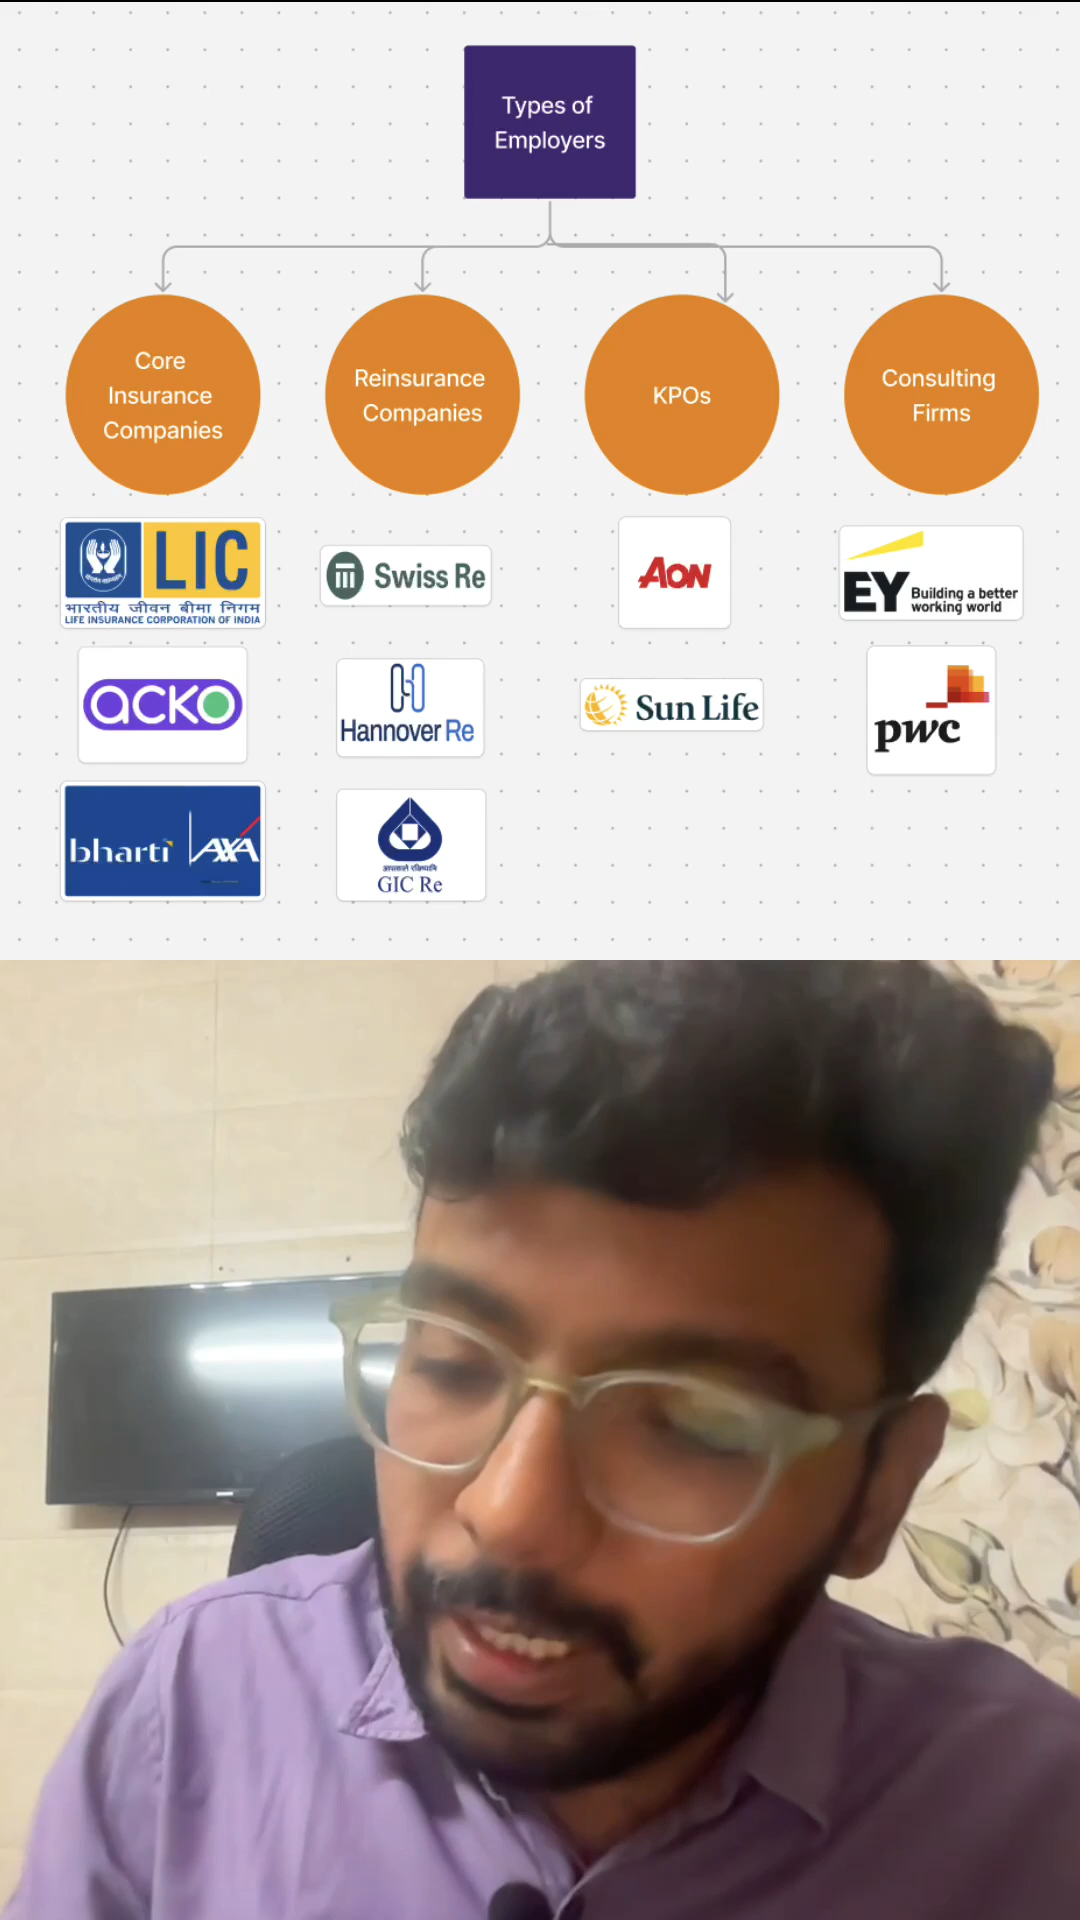 Types of
Employers
Core
Insurance
Companies
Reinsurance
Companies
KPOs
Consulting
Firms
LIC
भारतीय जीवन बीमा निगम
LIFE INSURANCE CORPORATION OF INDIA
acko
bharti AXA
Swiss Re
Hannover Re
GIC Re
AON
Sun Life
EY Building a better
working world
pwc